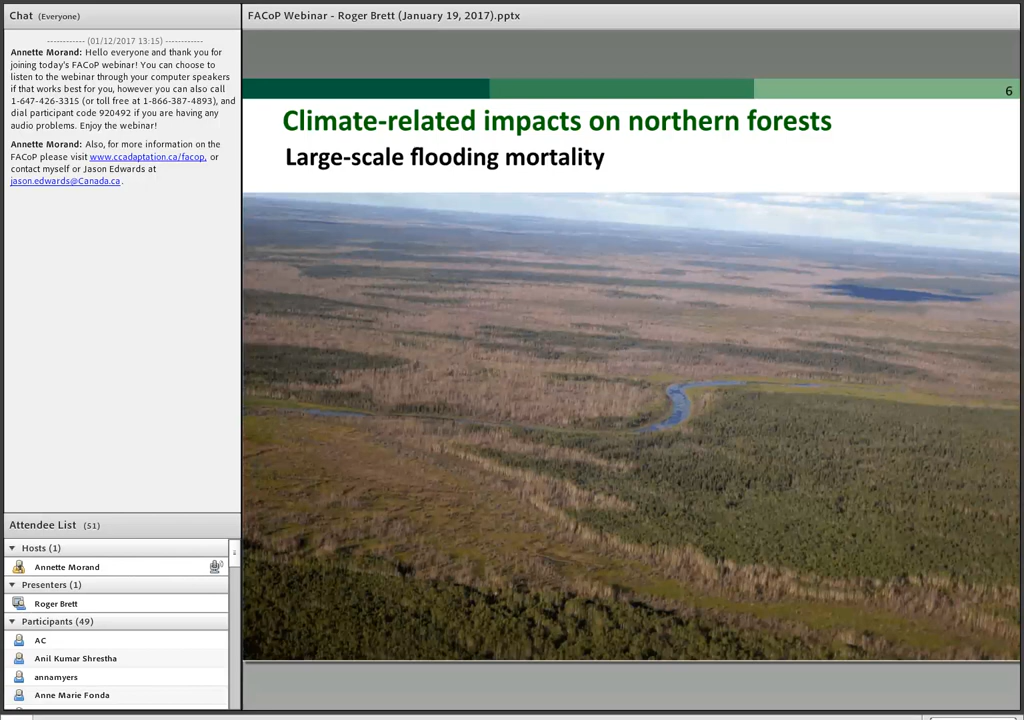 Chat (Everyone)
------------ (01/12/2017 13:15) ------------
Annette Morand: Hello everyone and thank you for
joining today's FACoP webinar! You can choose to
listen to the webinar through your computer speakers
if that works best for you, however you can also call
1-647-426-3315 (or toll free at 1-866-387-4893), and
dial participant code 920492 if you are having any
audio problems. Enjoy the webinar!
Annette Morand: Also, for more information on the
FACoP please visit www.ccadaptation.ca/facop, or
contact myself or Jason Edwards at
jason.edwards@Canada.ca.
Attendee List (51)
Hosts (1)
Annette Morand
Presenters (1)
Roger Brett
Participants (49)
AC
Anil Kumar Shrestha
annamyers
Anne Marie Fonda
FACoP Webinar - Roger Brett (January 19, 2017).pptx
6
Climate-related impacts on northern forests
Large-scale flooding mortality